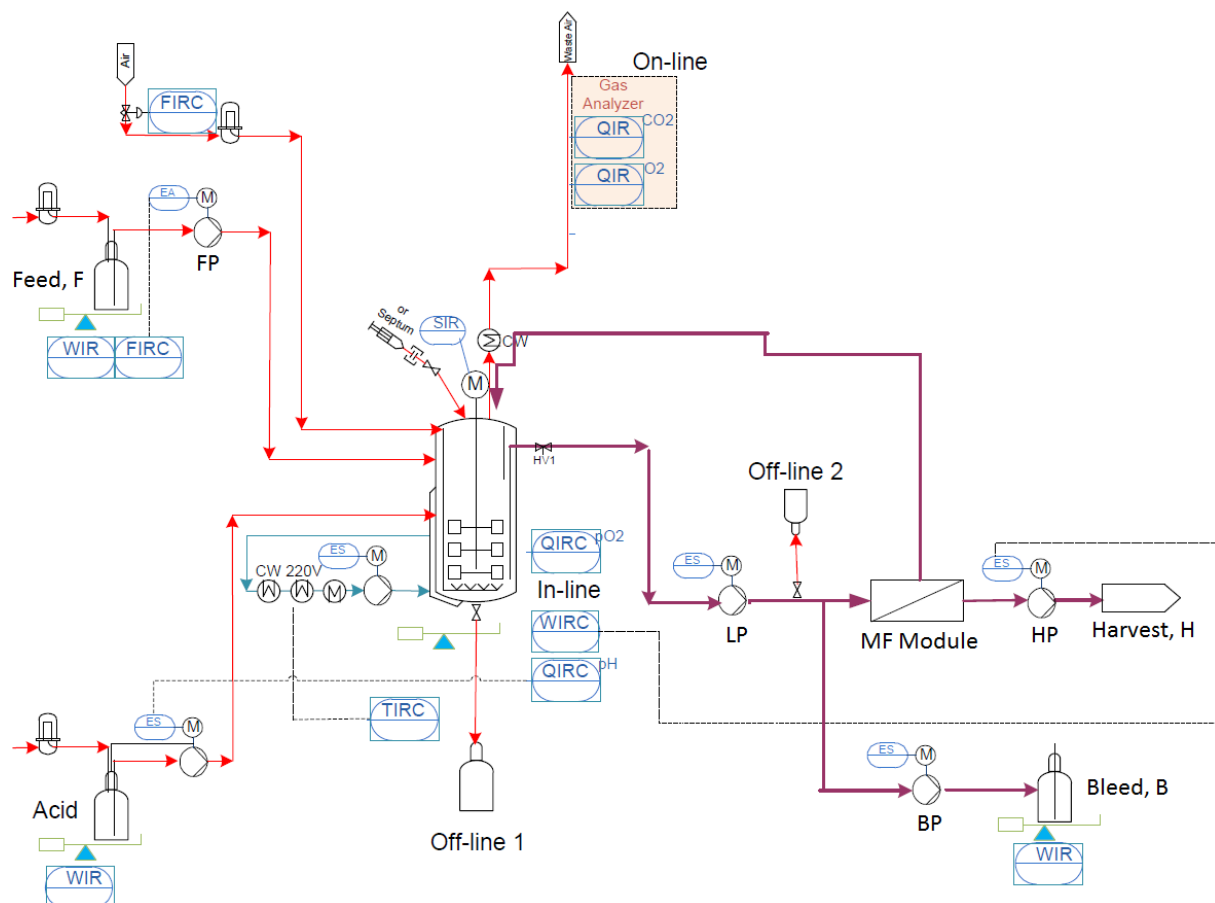 Air
FIRC
Waste Air
On-line
Gas
Analyzer
QIR CO2
QIR O2
EA
M
FP
Feed, F
WIR
FIRC
or
Septum
SIR
M
CW
HV1
Off-line 2
QIRC pO2
In-line
WIRC
QIRC pH
ES
M
CW 220V
M
TIRC
ES
M
LP
MF Module
ES
M
HP
Harvest, H
ES
M
Acid
WIR
Off-line 1
ES
M
BP
Bleed, B
WIR